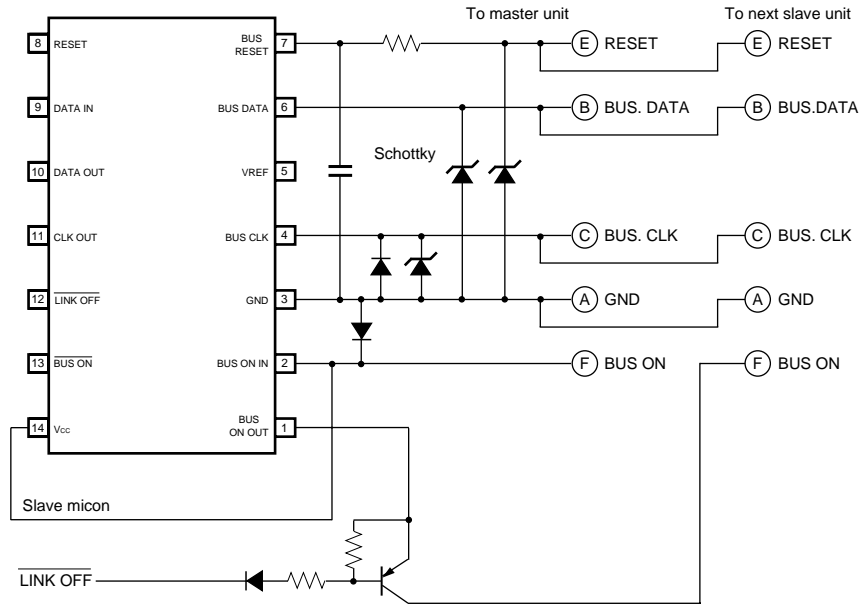 To master unit To next slave unit
8 RESET BUS RESET 7 E RESET E RESET
9 DATA IN BUS DATA 6 B BUS. DATA B BUS.DATA
Schottky
10 DATA OUT VREF 5
11 CLK OUT BUS CLK 4 C BUS. CLK C BUS. CLK
12 LINK OFF GND 3 A GND A GND
13 BUS ON BUS ON IN 2 F BUS ON F BUS ON
14 Vcc BUS ON OUT 1
Slave micon
LINK OFF